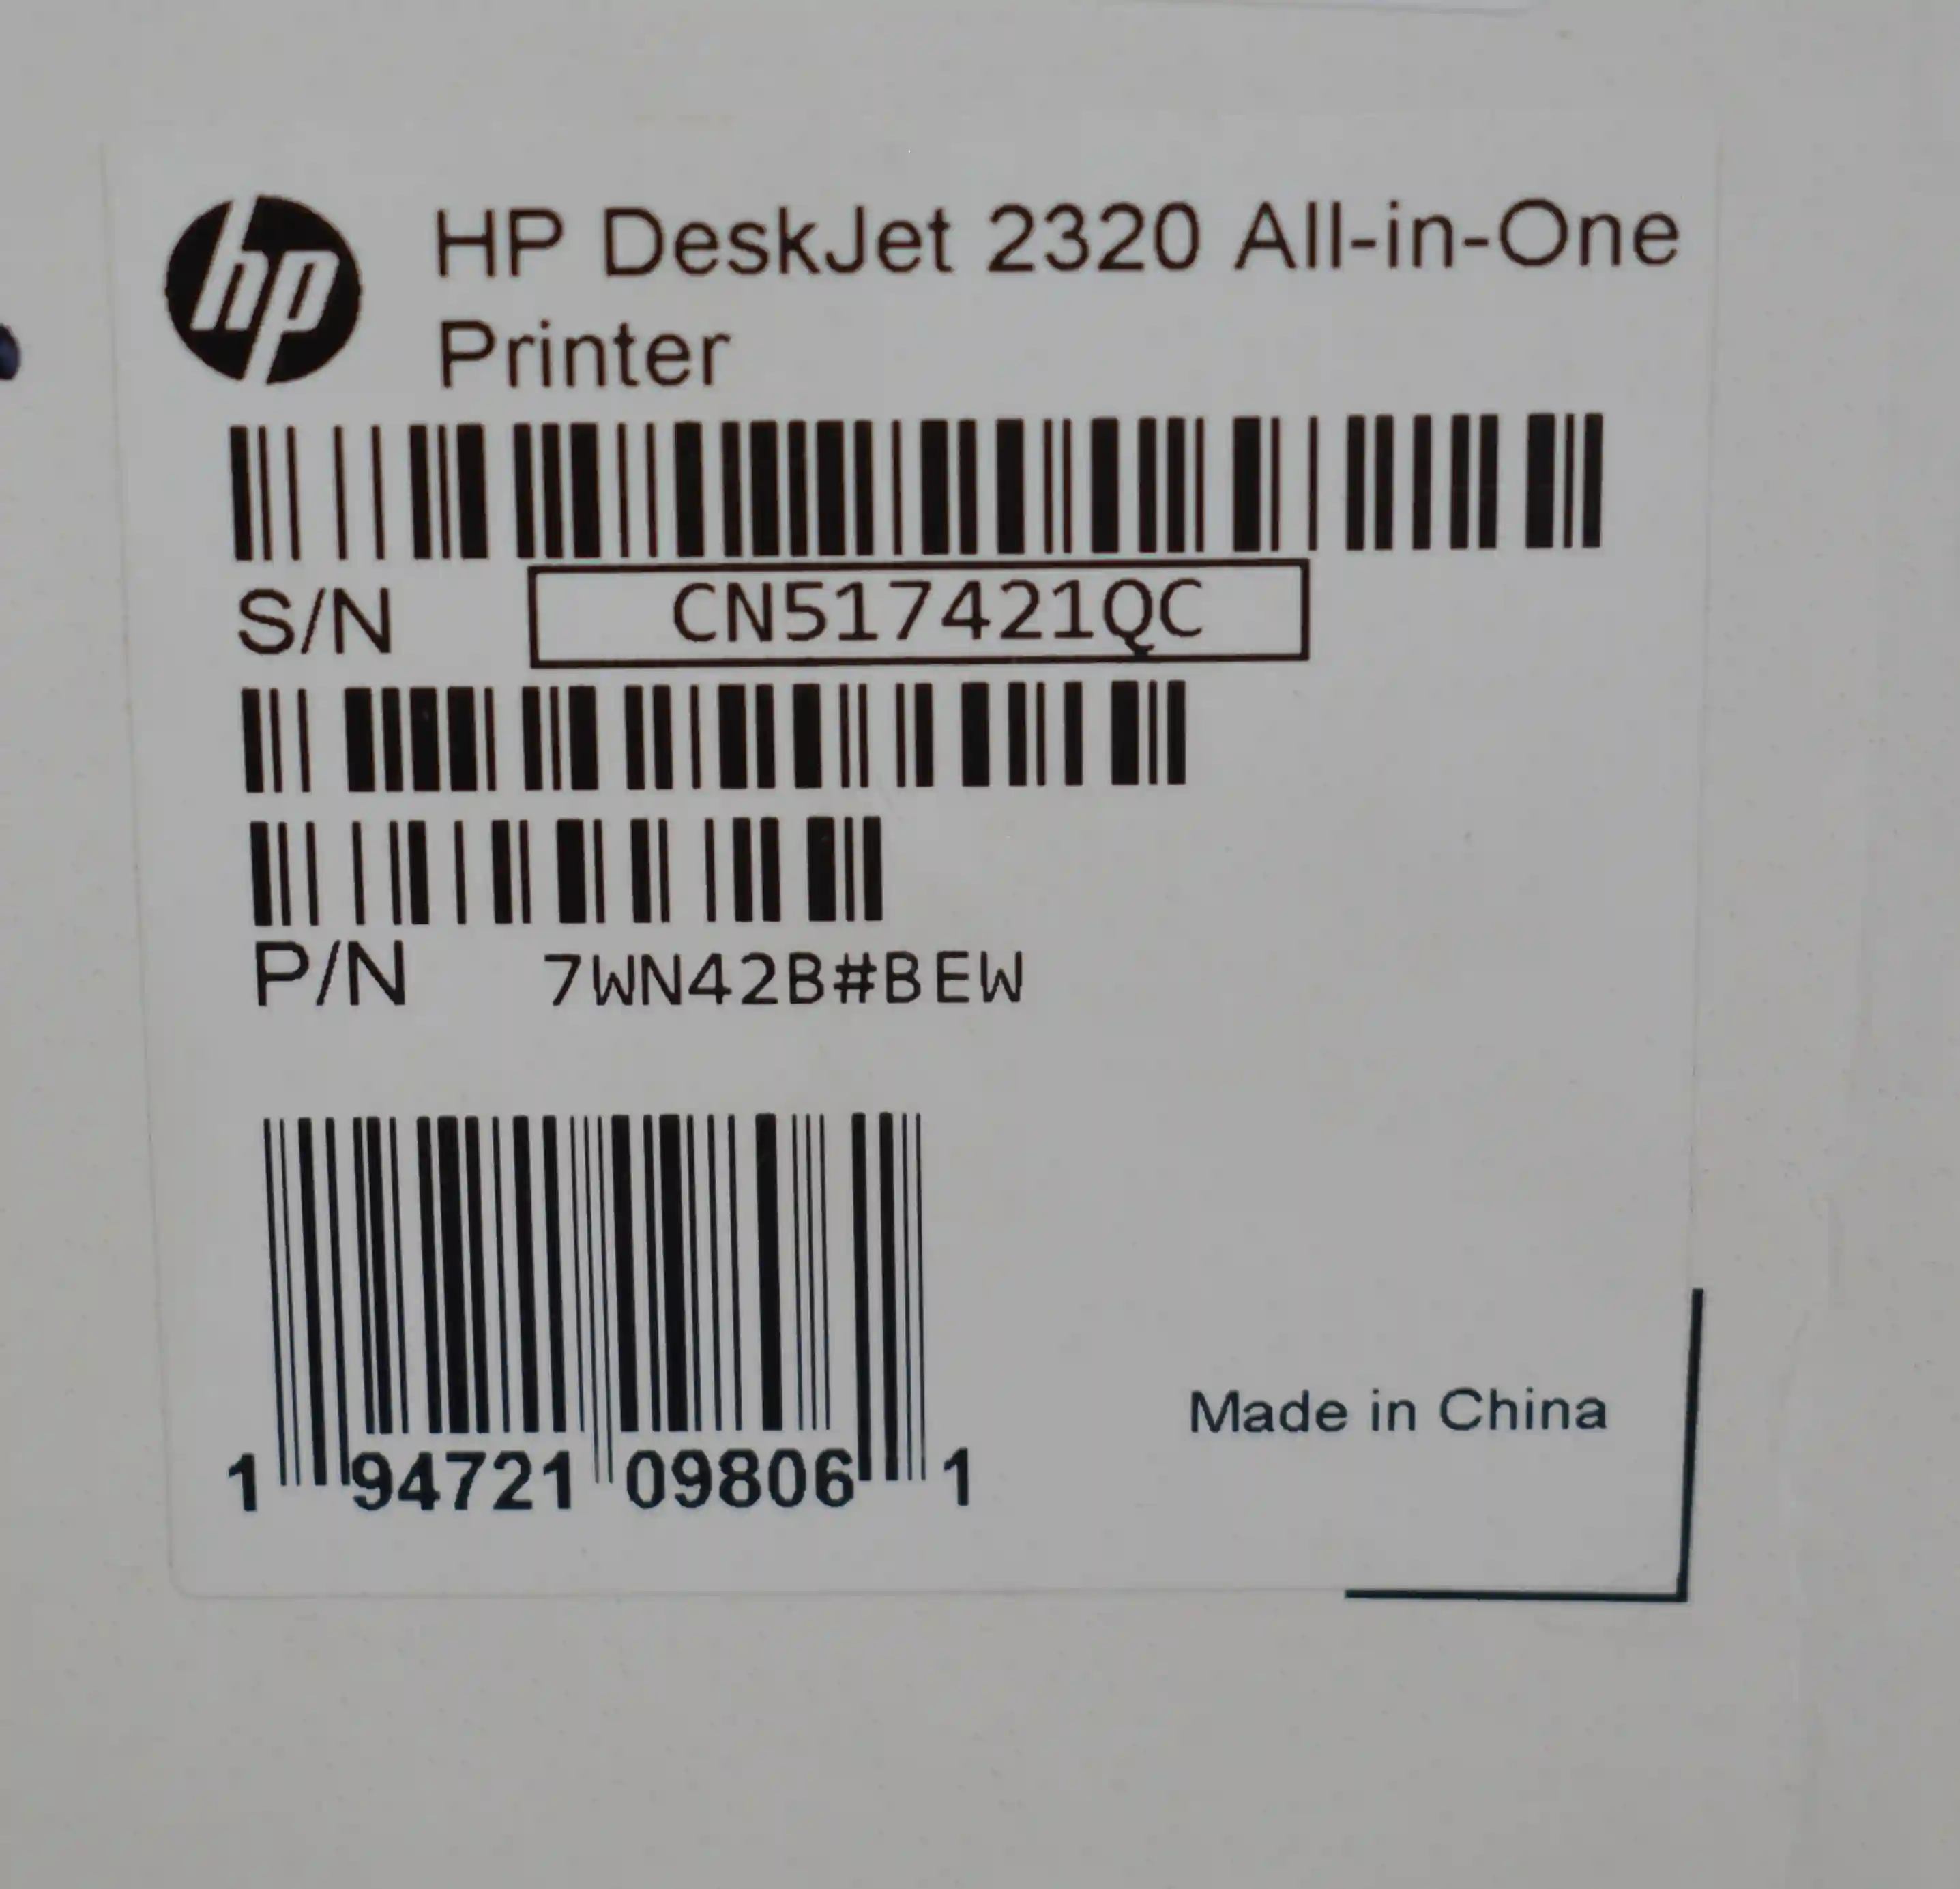 hp
HP DeskJet 2320 All-in-One
Printer
S/N CN517421QC
P/N 7WN42B#BEW
1 94721 09806 1
Made in China